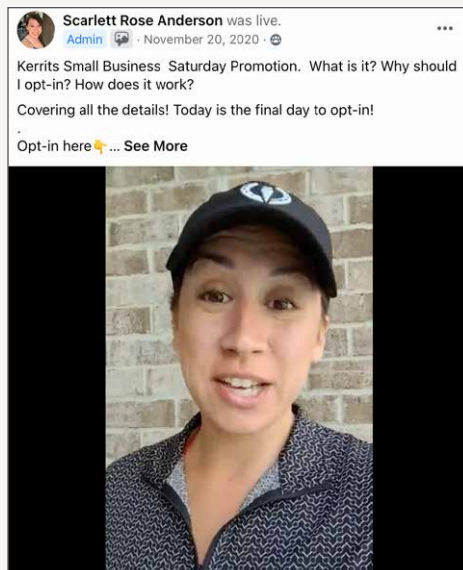 Scarlett Rose Anderson was live.
Admin · November 20, 2020 ·
Kerrits Small Business Saturday Promotion. What is it? Why should
I opt-in? How does it work?
Covering all the details! Today is the final day to opt-in!
.
Opt-in here👇... See More